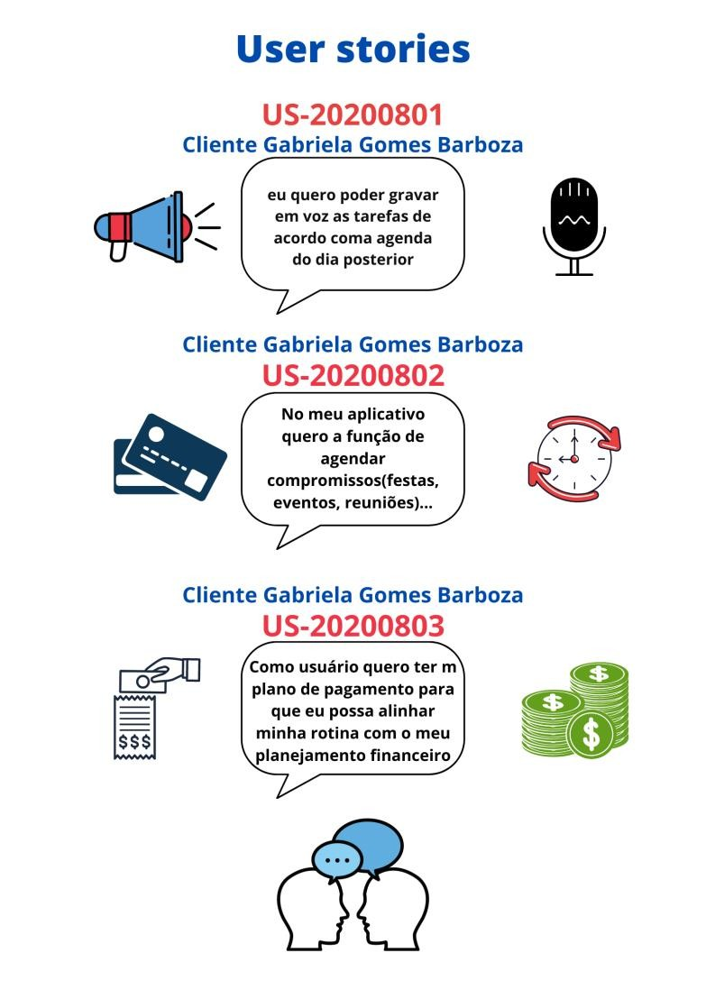 User stories
US-20200801
Cliente Gabriela Gomes Barboza
eu quero poder gravar
em voz as tarefas de
acordo coma agenda
do dia posterior
Cliente Gabriela Gomes Barboza
US-20200802
No meu aplicativo
quero a função de
agendar
compromissos(festas,
eventos, reuniões)...
Cliente Gabriela Gomes Barboza
US-20200803
Como usuário quero ter m
plano de pagamento para
que eu possa alinhar
minha rotina com o meu
planejamento financeiro
$$$
$
$
$